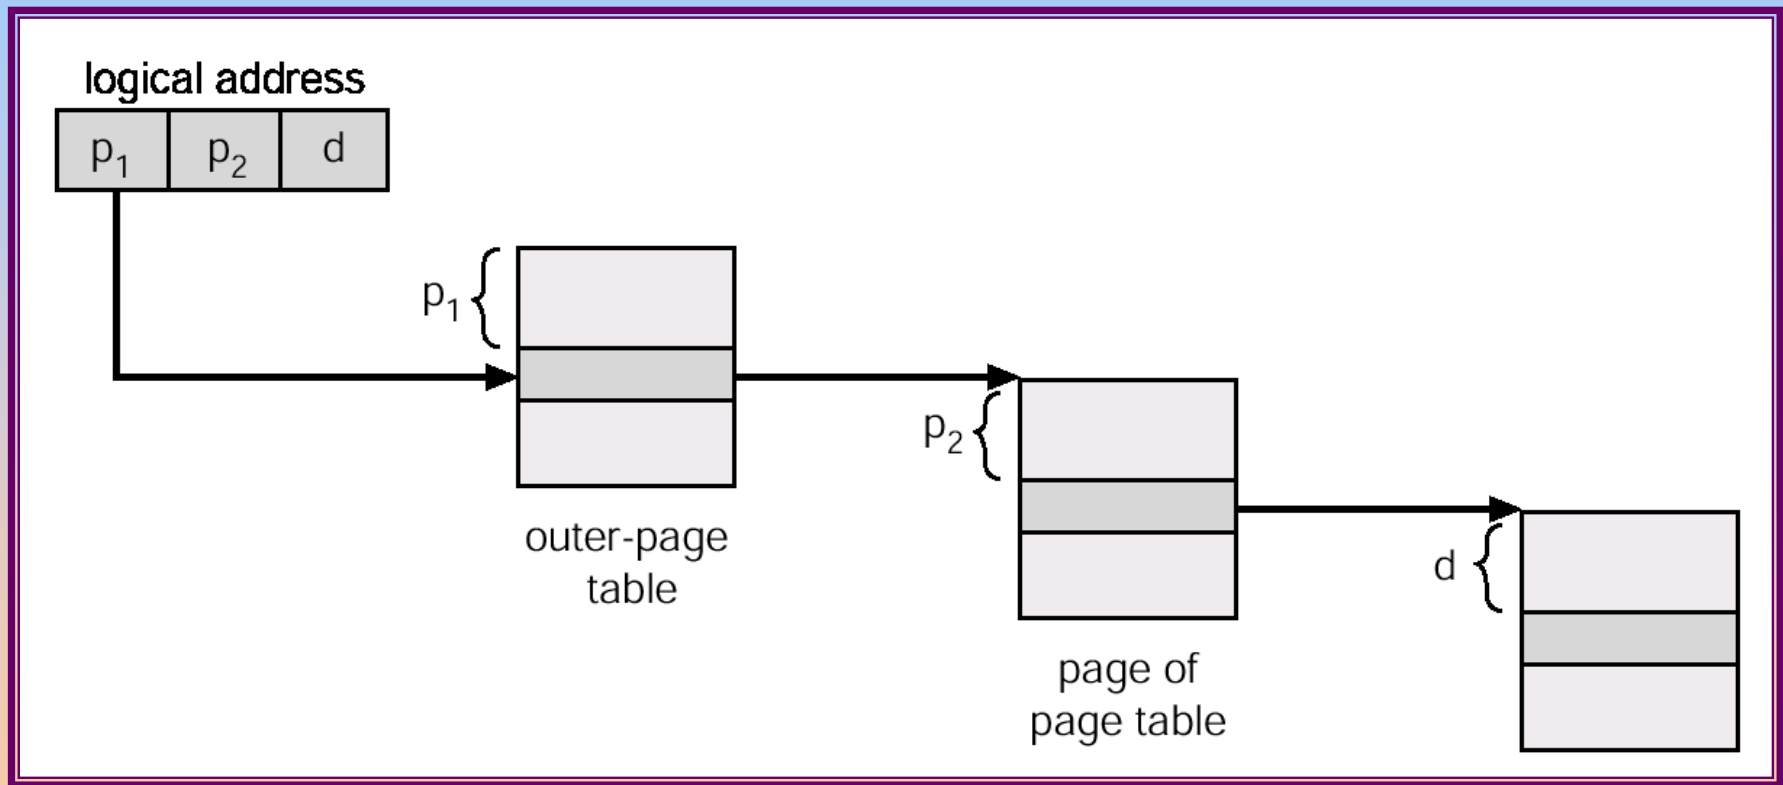 logical address
p₁ p₂ d
p₁
outer-page
table
p₂
page of
page table
d